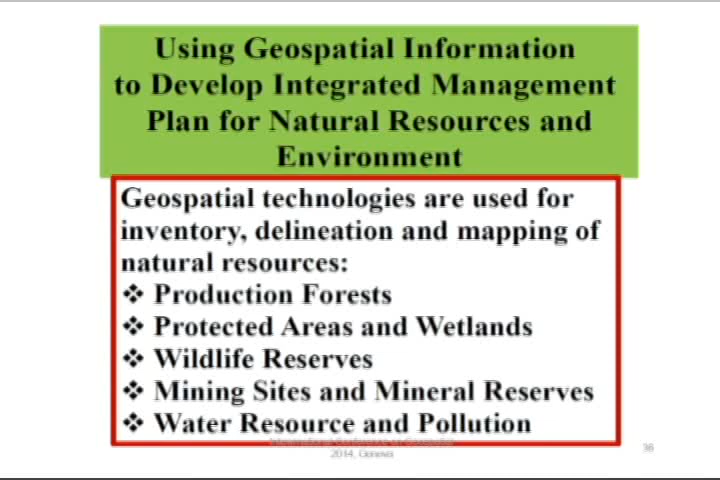 Using Geospatial Information
to Develop Integrated Management
Plan for Natural Resources and
Environment
Geospatial technologies are used for
inventory, delineation and mapping of
natural resources:
❖ Production Forests
❖ Protected Areas and Wetlands
❖ Wildlife Reserves
❖ Mining Sites and Mineral Reserves
❖ Water Resource and Pollution
2014, Geneva
36